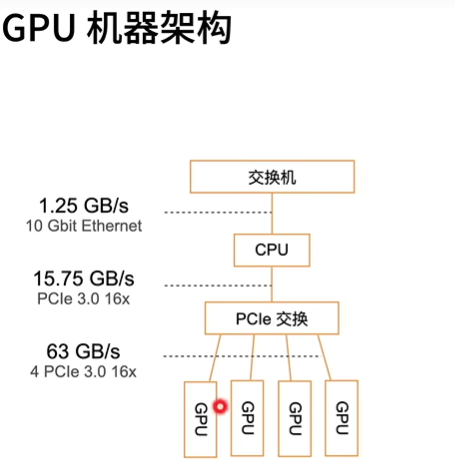 GPU 机器架构
交换机
1.25 GB/s
10 Gbit Ethernet
CPU
15.75 GB/s
PCIe 3.0 16x
PCIe 交换
63 GB/s
4 PCIe 3.0 16x
GPU
GPU
GPU
GPU